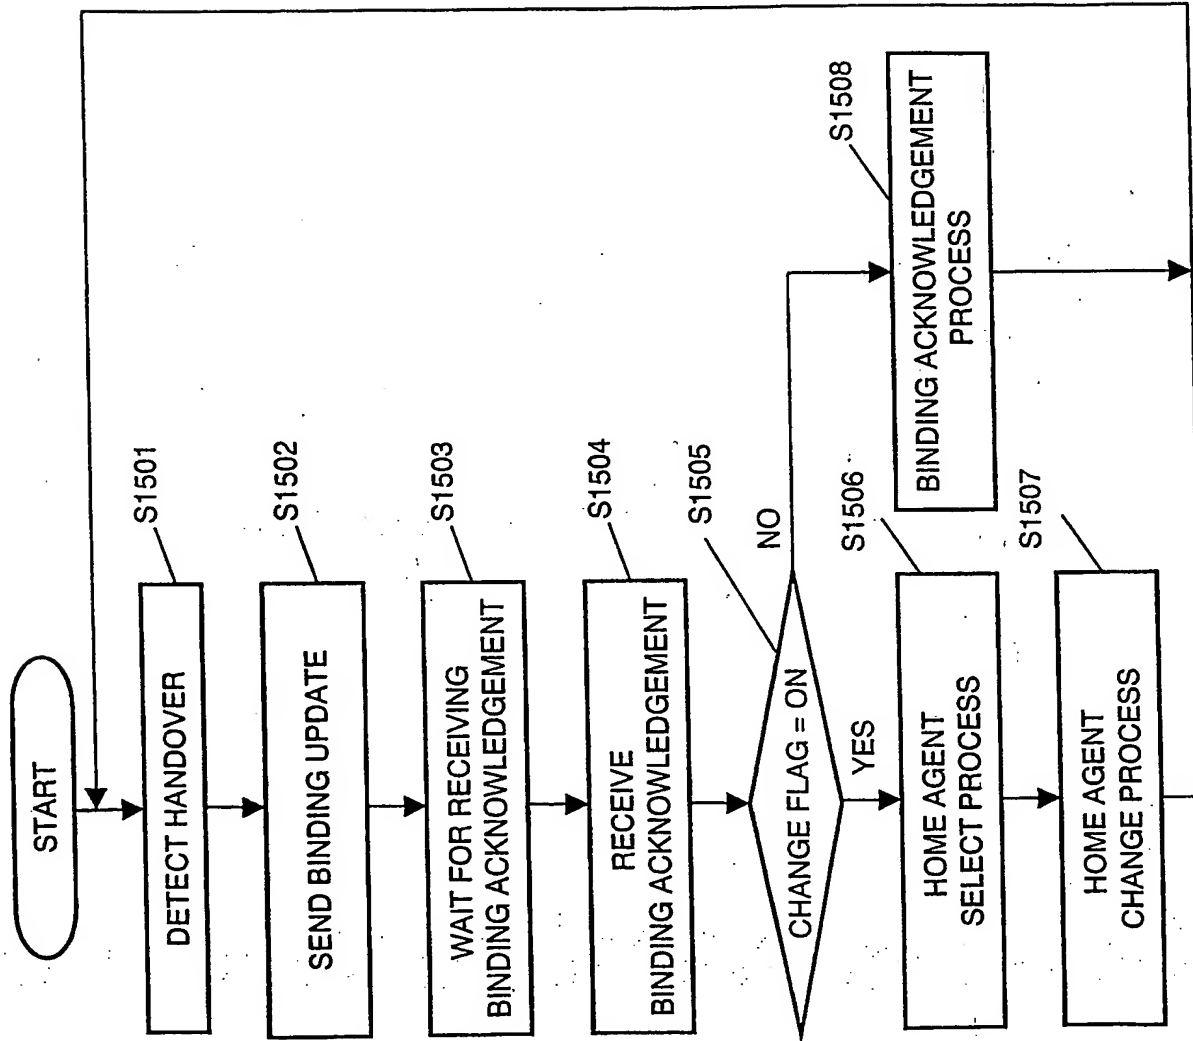 START
DETECT HANDOVER
S1501
SEND BINDING UPDATE
S1502
WAIT FOR RECEIVING
BINDING ACKNOWLEDGEMENT
S1503
RECEIVE
BINDING ACKNOWLEDGEMENT
S1504
CHANGE FLAG = ON
S1505
NO
YES
HOME AGENT
SELECT PROCESS
S1506
HOME AGENT
CHANGE PROCESS
S1507
BINDING ACKNOWLEDGEMENT
PROCESS
S1508